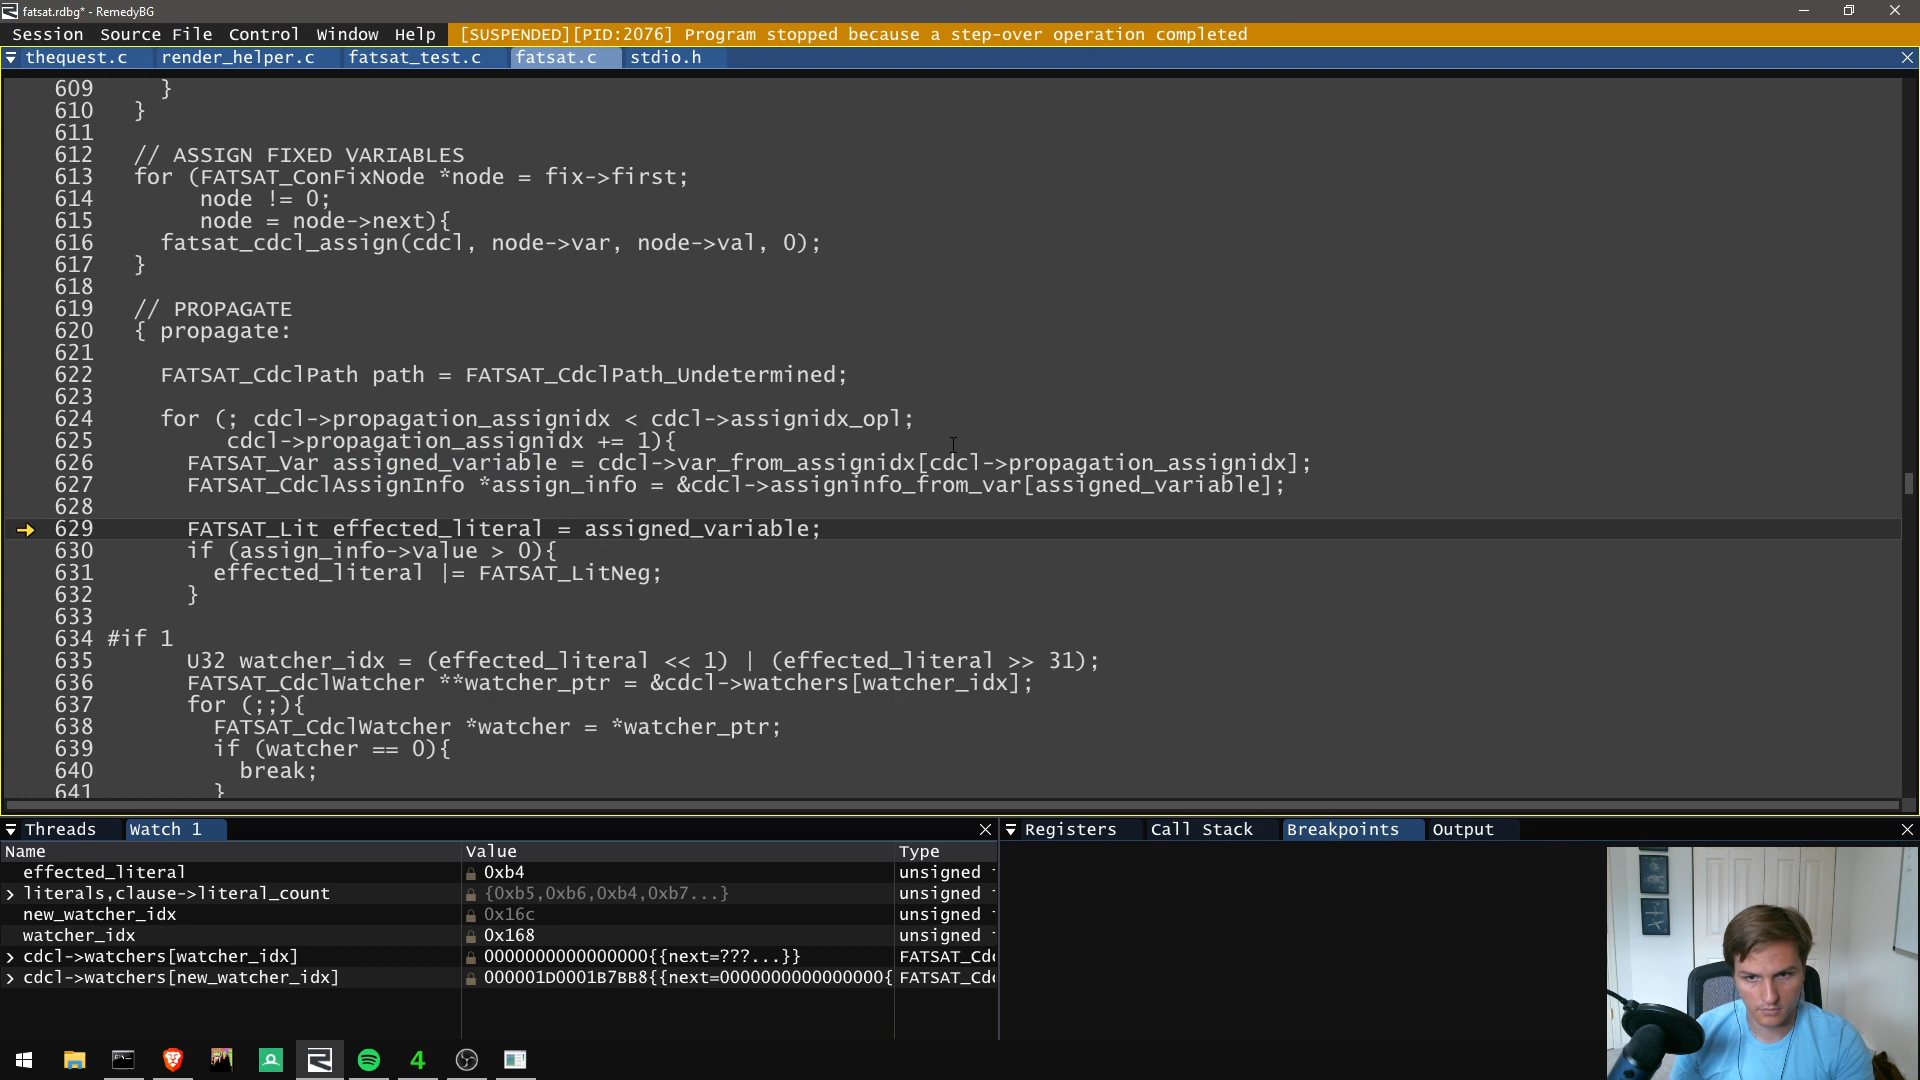 fatsat.rdbg* - RemedyBG
Session Source File Control Window Help [SUSPENDED][PID:2076] Program stopped because a step-over operation completed
thequest.c render_helper.c fatsat_test.c fatsat.c stdio.h
609 }
610 }
611
612 // ASSIGN FIXED VARIABLES
613 for (FATSAT_ConFixNode *node = fix->first;
614 node != 0;
615 node = node->next){
616 fatsat_cdcl_assign(cdcl, node->var, node->val, 0);
617 }
618
619 // PROPAGATE
620 { propagate:
621
622 FATSAT_CdclPath path = FATSAT_CdclPath_Undetermined;
623
624 for (; cdcl->propagation_assignidx < cdcl->assignidx_opl;
625 cdcl->propagation_assignidx += 1){
626 FATSAT_Var assigned_variable = cdcl->var_from_assignidx[cdcl->propagation_assignidx];
627 FATSAT_CdclAssignInfo *assign_info = &cdcl->assigninfo_from_var[assigned_variable];
628
629 FATSAT_Lit effected_literal = assigned_variable;
630 if (assign_info->value > 0){
631 effected_literal |= FATSAT_LitNeg;
632 }
633
634 #if 1
635 U32 watcher_idx = (effected_literal << 1) | (effected_literal >> 31);
636 FATSAT_CdclWatcher **watcher_ptr = &cdcl->watchers[watcher_idx];
637 for (;;){
638 FATSAT_CdclWatcher *watcher = *watcher_ptr;
639 if (watcher == 0){
640 break;
641 }
Threads Watch 1 Registers Call Stack Breakpoints Output
Name Value Type
effected_literal 0xb4 unsigned
literals,clause->literal_count {0xb5,0xb6,0xb4,0xb7...} unsigned
new_watcher_idx 0x16c unsigned
watcher_idx 0x168 unsigned
cdcl->watchers[watcher_idx] 0000000000000000{{next=???...}} FATSAT_Cd
cdcl->watchers[new_watcher_idx] 000001D0001B7BB8{{next=0000000000000000{ FATSAT_Cd
4